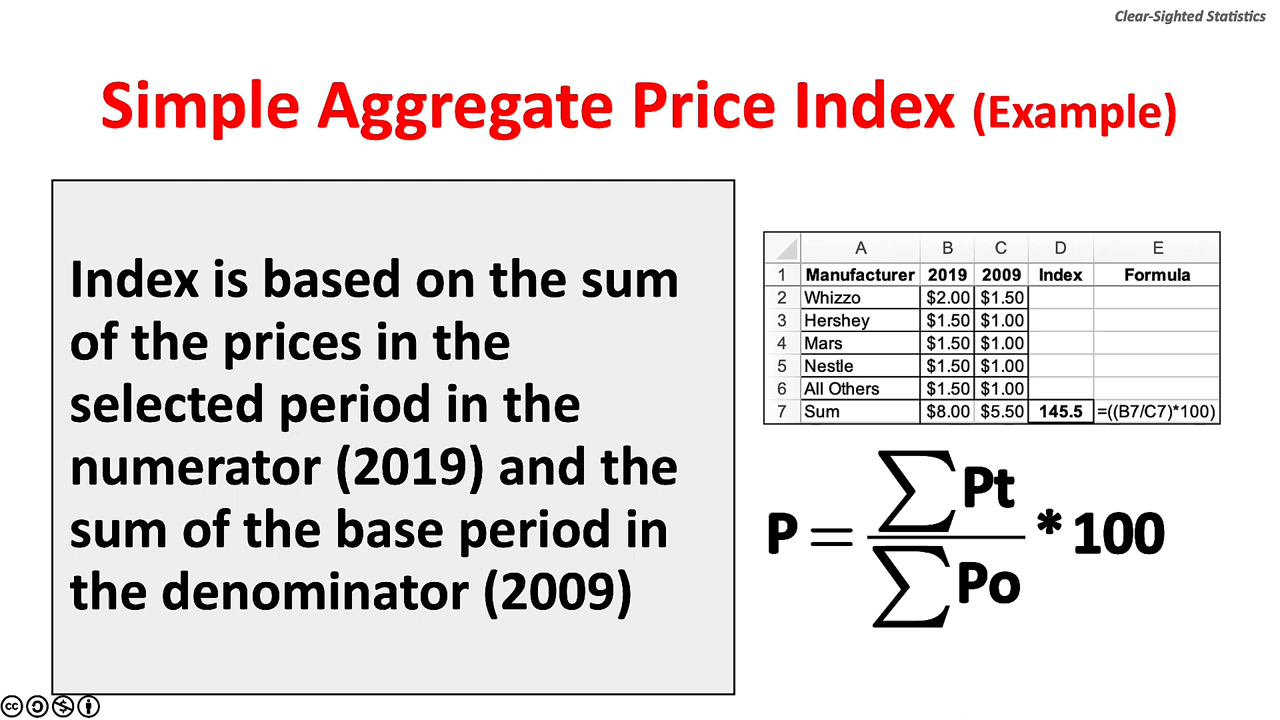 Clear-Sighted Statistics
Simple Aggregate Price Index (Example)
Index is based on the sum
of the prices in the
selected period in the
numerator (2019) and the
sum of the base period in
the denominator (2009)
A B C D E
1 Manufacturer 2019 2009 Index Formula
2 Whizzo $2.00 $1.50
3 Hershey $1.50 $1.00
4 Mars $1.50 $1.00
5 Nestle $1.50 $1.00
6 All Others $1.50 $1.00
7 Sum $8.00 $5.50 145.5 =((B7/C7)*100)
∑Pt
P = * 100
∑Po
cc